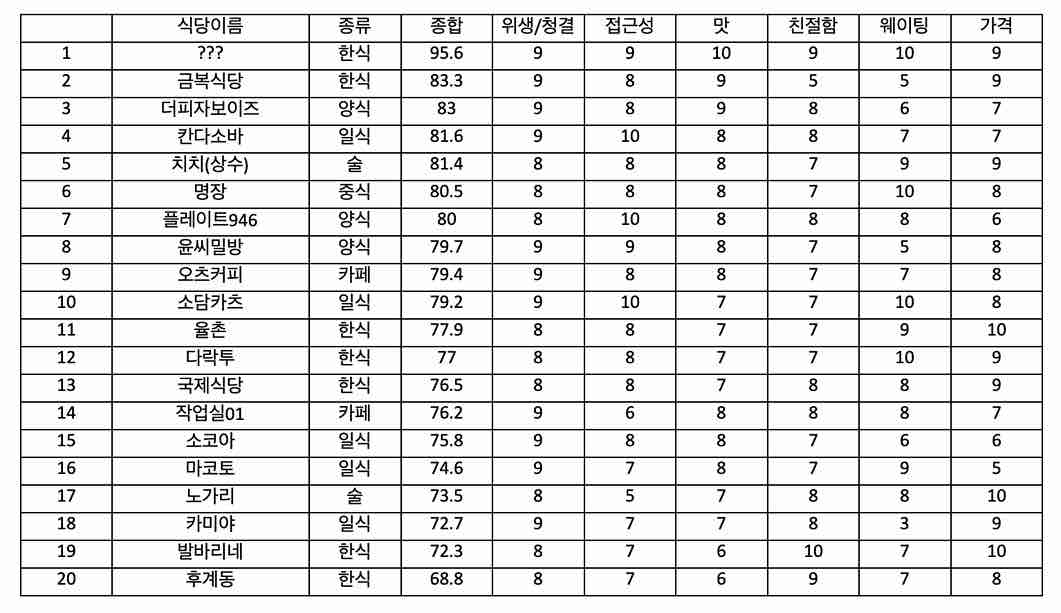 식당이름 종류 종합 위생/청결 접근성 맛 친절함 웨이팅 가격
1 ??? 한식 95.6 9 9 10 9 10 9
2 금복식당 한식 83.3 9 8 9 5 5 9
3 더피자보이즈 양식 83 9 8 9 8 6 7
4 칸다소바 일식 81.6 9 10 8 8 7 7
5 치치(상수) 술 81.4 8 8 8 7 9 9
6 명장 중식 80.5 8 8 8 7 10 8
7 플레이트946 양식 80 8 10 8 8 8 6
8 윤씨밀방 양식 79.7 9 9 8 7 5 8
9 오츠커피 카페 79.4 9 8 8 7 7 8
10 소담카츠 일식 79.2 9 10 7 7 10 8
11 율촌 한식 77.9 8 8 7 7 9 10
12 다락투 한식 77 8 8 7 7 10 9
13 국제식당 한식 76.5 8 8 7 8 8 9
14 작업실01 카페 76.2 9 6 8 8 8 7
15 소코아 일식 75.8 9 8 8 7 6 6
16 마코토 일식 74.6 9 7 8 7 9 5
17 노가리 술 73.5 8 5 7 8 8 10
18 카미야 일식 72.7 9 7 7 8 3 9
19 발바리네 한식 72.3 8 7 6 10 7 10
20 후계동 한식 68.8 8 7 6 9 7 8